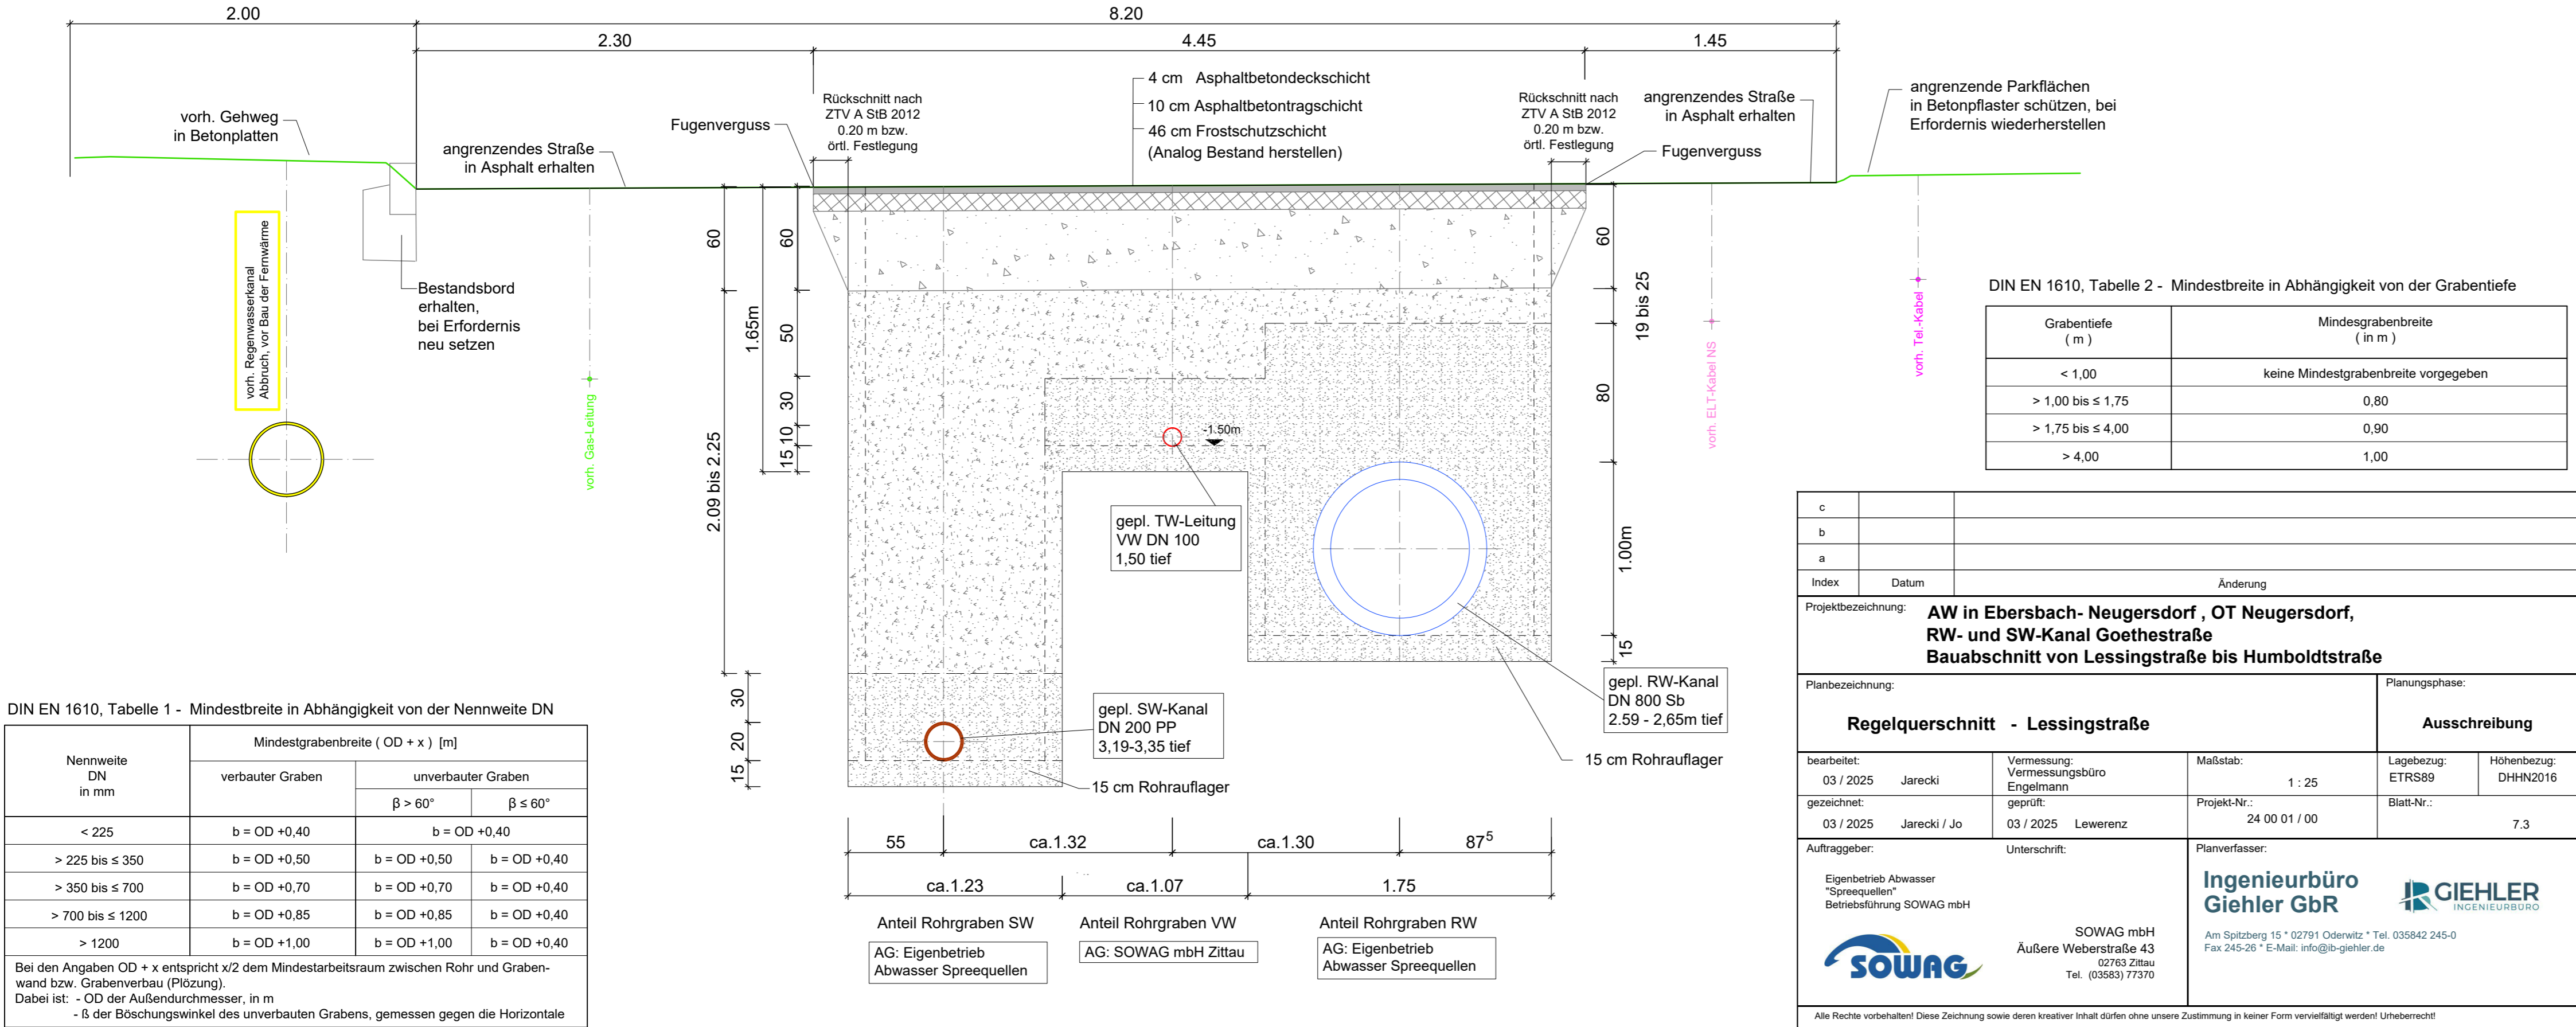 2.00
8.20
2.30
4.45
1.45
vorh. Gehweg
in Betonplatten
angrenzendes Straße
in Asphalt erhalten
Fugenverguss
Rückschnitt nach
ZTV A StB 2012
0.20 m bzw.
örtl. Festlegung
4 cm Asphaltbetondeckschicht
10 cm Asphaltbetontragschicht
46 cm Frostschutzschicht
(Analog Bestand herstellen)
Rückschnitt nach
ZTV A StB 2012
0.20 m bzw.
örtl. Festlegung
angrenzendes Straße
in Asphalt erhalten
Fugenverguss
angrenzende Parkflächen
in Betonpflaster schützen, bei
Erfordernis wiederherstellen
vorh. Regenwasserkanal
Abbruch, vor Bau der Fernwärme
Bestandsbord
erhalten,
bei Erfordernis
neu setzen
vorh. Gas-Leitung
60
2.09 bis 2.25
30
20
15
1.65m
60
50
30
10
15
-1.50m
gepl. TW-Leitung
VW DN 100
1,50 tief
gepl. SW-Kanal
DN 200 PP
3,19-3,35 tief
15 cm Rohrauflager
60
19 bis 25
80
1.00m
15
gepl. RW-Kanal
DN 800 Sb
2.59 - 2,65m tief
15 cm Rohrauflager
vorh. ELT-Kabel NS
vorh. Tel.-Kabel
55
ca.1.32
ca.1.30
87⁵
ca.1.23
ca.1.07
1.75
Anteil Rohrgraben SW
Anteil Rohrgraben VW
Anteil Rohrgraben RW
AG: Eigenbetrieb
Abwasser Spreequellen
AG: SOWAG mbH Zittau
AG: Eigenbetrieb
Abwasser Spreequellen
DIN EN 1610, Tabelle 1 - Mindestbreite in Abhängigkeit von der Nennweite DN
Nennweite
DN
in mm
Mindestgrabenbreite ( OD + x ) [m]
verbauter Graben
unverbauter Graben
β > 60°
β ≤ 60°
< 225
b = OD +0,40
b = OD +0,40
> 225 bis ≤ 350
b = OD +0,50
b = OD +0,50
b = OD +0,40
> 350 bis ≤ 700
b = OD +0,70
b = OD +0,70
b = OD +0,40
> 700 bis ≤ 1200
b = OD +0,85
b = OD +0,85
b = OD +0,40
> 1200
b = OD +1,00
b = OD +1,00
b = OD +0,40
Bei den Angaben OD + x entspricht x/2 dem Mindestarbeitsraum zwischen Rohr und Graben-
wand bzw. Grabenverbau (Plözung).
Dabei ist: - OD der Außendurchmesser, in m
- ß der Böschungswinkel des unverbauten Grabens, gemessen gegen die Horizontale
DIN EN 1610, Tabelle 2 - Mindestbreite in Abhängigkeit von der Grabentiefe
Grabentiefe
( m )
Mindesgrabenbreite
( in m )
< 1,00
keine Mindestgrabenbreite vorgegeben
> 1,00 bis ≤ 1,75
0,80
> 1,75 bis ≤ 4,00
0,90
> 4,00
1,00
c
b
a
Index
Datum
Änderung
Projektbezeichnung:
AW in Ebersbach- Neugersdorf , OT Neugersdorf,
RW- und SW-Kanal Goethestraße
Bauabschnitt von Lessingstraße bis Humboldtstraße
Planbezeichnung:
Regelquerschnitt - Lessingstraße
Planungsphase:
Ausschreibung
bearbeitet:
03 / 2025 Jarecki
Vermessung:
Vermessungsbüro
Engelmann
Maßstab:
1 : 25
Lagebezug:
ETRS89
Höhenbezug:
DHHN2016
gezeichnet:
03 / 2025 Jarecki / Jo
geprüft:
03 / 2025 Lewerenz
Projekt-Nr.:
24 00 01 / 00
Blatt-Nr.:
7.3
Auftraggeber:
Unterschrift:
Eigenbetrieb Abwasser
"Spreequellen"
Betriebsführung SOWAG mbH
SOWAG
SOWAG mbH
Äußere Weberstraße 43
02763 Zittau
Tel. (03583) 77370
Planverfasser:
Ingenieurbüro
Giehler GbR
GIEHLER
INGENIEURBÜRO
Am Spitzberg 15 * 02791 Oderwitz * Tel. 035842 245-0
Fax 245-26 * E-Mail: info@ib-giehler.de
Alle Rechte vorbehalten! Diese Zeichnung sowie deren kreativer Inhalt dürfen ohne unsere Zustimmung in keiner Form vervielfältigt werden! Urheberrecht!